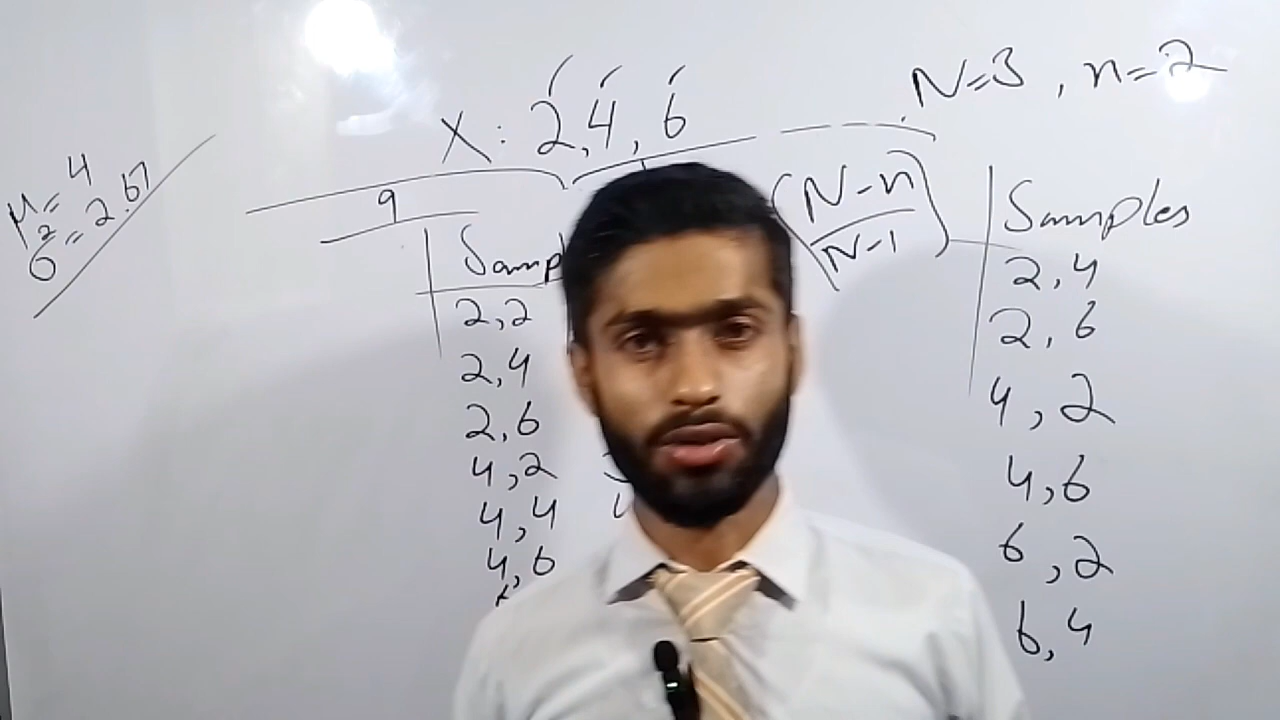 X: 2, 4, 6
N=3, n=2
μ=4
σ²=2.67
9
(N-n/N-1)
Samples
2,2
2,4
2,6
4,2
4,4
4,6
Samples
2,4
2,6
4,2
4,6
6,2
6,4